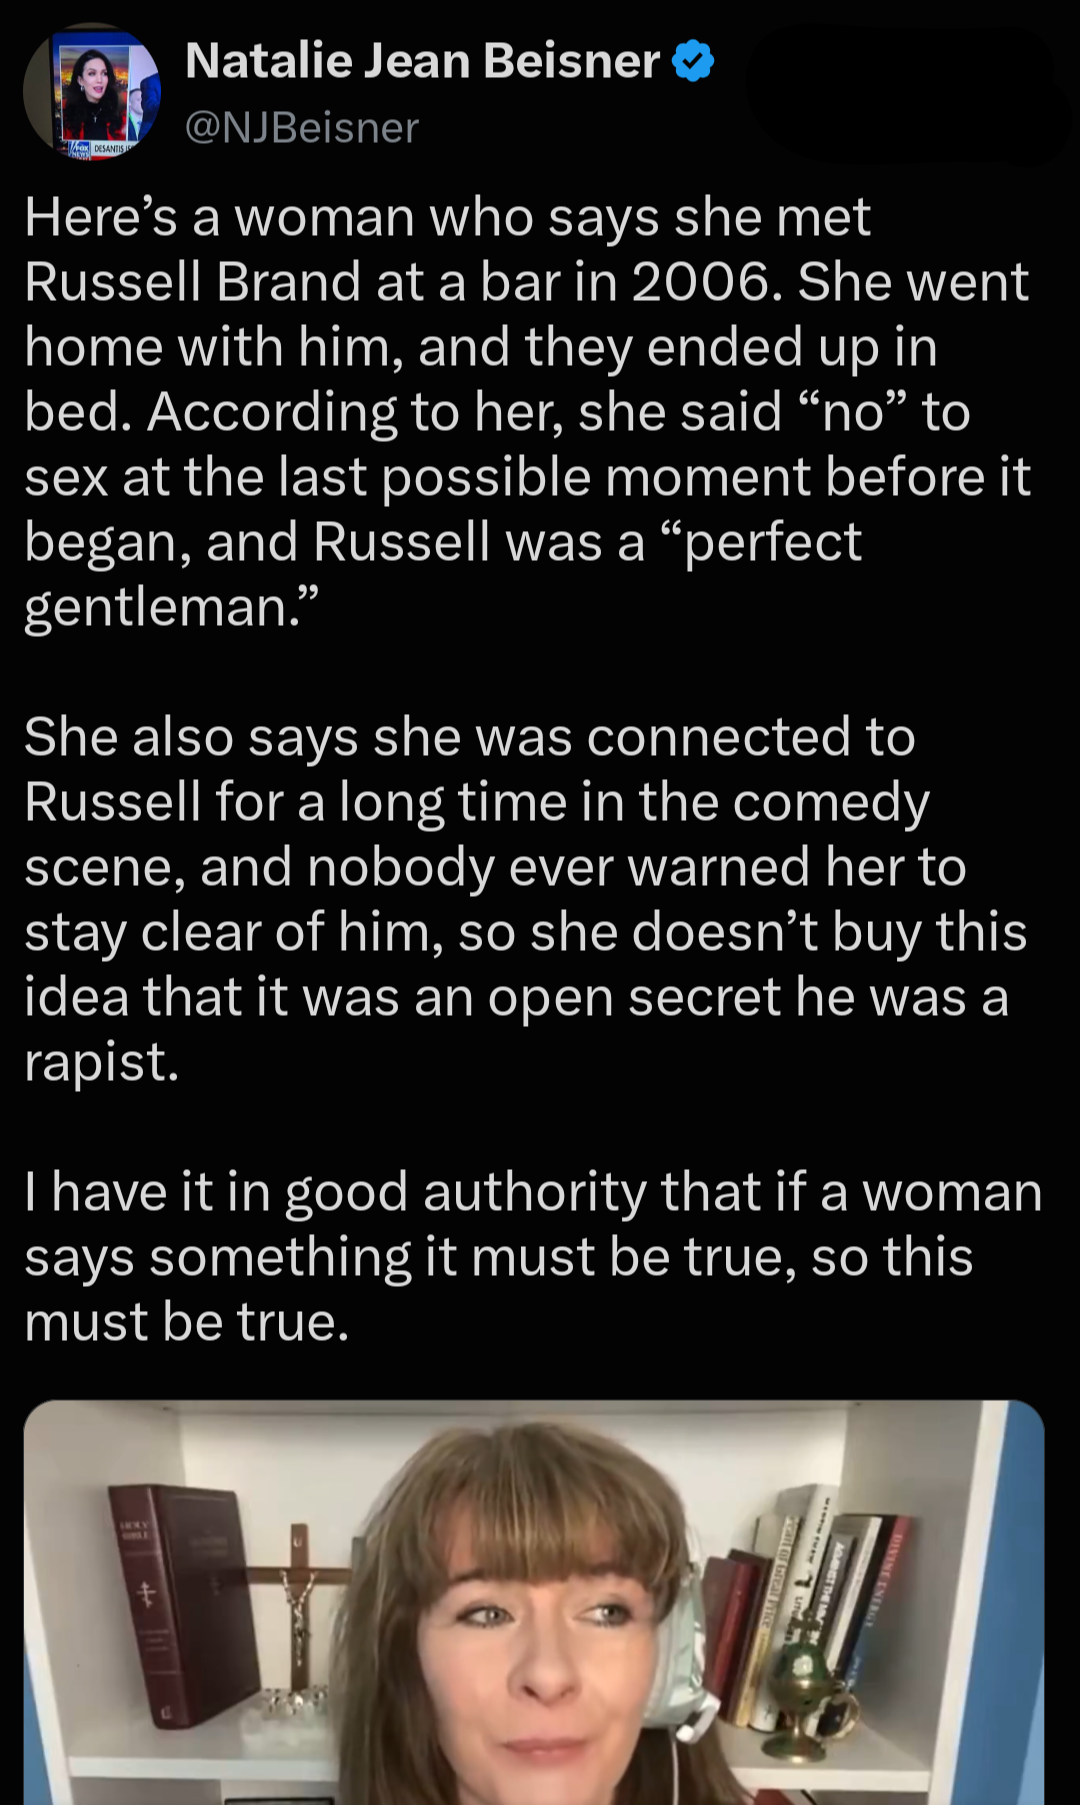 Natalie Jean Beisner
@NJBeisner
Here’s a woman who says she met
Russell Brand at a bar in 2006. She went
home with him, and they ended up in
bed. According to her, she said “no” to
sex at the last possible moment before it
began, and Russell was a “perfect
gentleman.”
She also says she was connected to
Russell for a long time in the comedy
scene, and nobody ever warned her to
stay clear of him, so she doesn’t buy this
idea that it was an open secret he was a
rapist.
I have it in good authority that if a woman
says something it must be true, so this
must be true.
HOLY
BIBLE
DIVINE ENERGY
DESANTIS